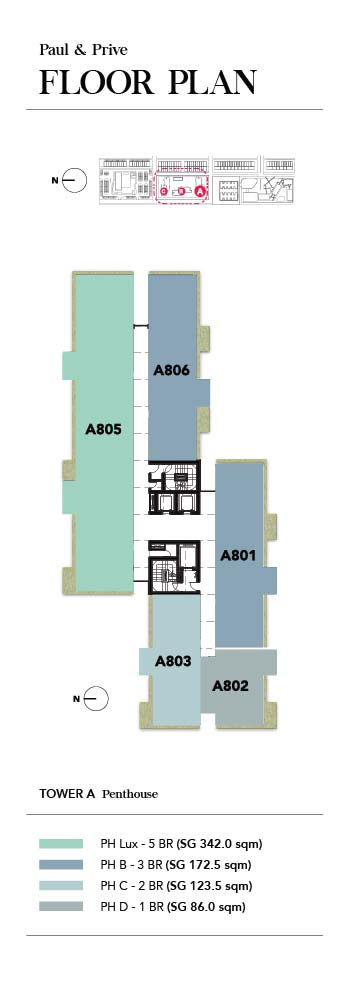 Paul & Prive
FLOOR PLAN
N
C B A
A806
A805
A801
A803
A802
N
TOWER A Penthouse
PH Lux - 5 BR (SG 342.0 sqm)
PH B - 3 BR (SG 172.5 sqm)
PH C - 2 BR (SG 123.5 sqm)
PH D - 1 BR (SG 86.0 sqm)